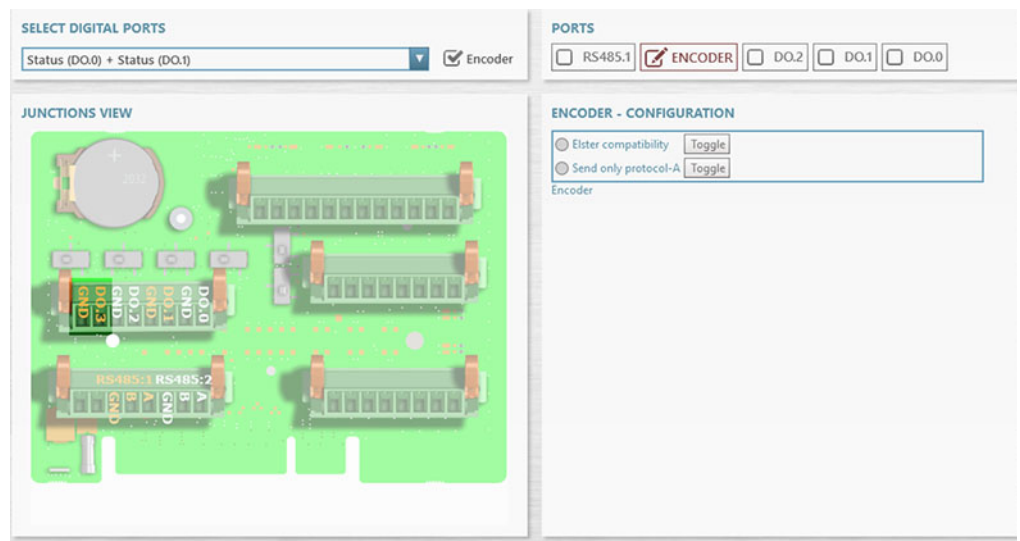 SELECT DIGITAL PORTS
Status (DO.0) + Status (DO.1)
Encoder
PORTS
RS485.1 ENCODER DO.2 DO.1 DO.0
JUNCTIONS VIEW
2032
GND DO.3 GND DO.2 GND DO.1 GND DO.0
RS485:1 RS485:2
GND B A GND B A
ENCODER - CONFIGURATION
Elster compatibility Toggle
Send only protocol-A Toggle
Encoder